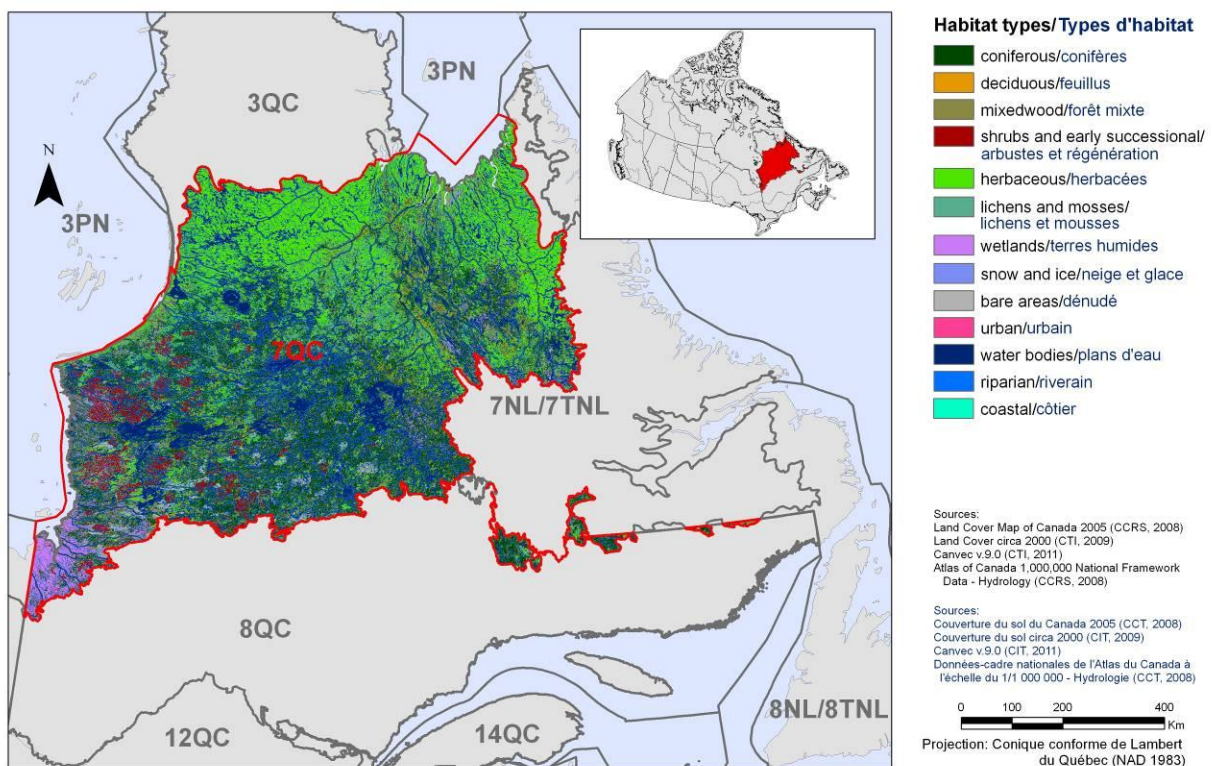 3PN
3QC
N
3PN
7QC
7NL/7TNL
8QC
8NL/8TNL
12QC
14QC
Habitat types/Types d'habitat
coniferous/conifères
deciduous/feuillus
mixedwood/forêt mixte
shrubs and early successional/
arbustes et régénération
herbaceous/herbacées
lichens and mosses/
lichens et mousses
wetlands/terres humides
snow and ice/neige et glace
bare areas/dénudé
urban/urbain
water bodies/plans d'eau
riparian/riverain
coastal/côtier
Sources:
Land Cover Map of Canada 2005 (CCRS, 2008)
Land Cover circa 2000 (CTI, 2009)
Canvec v.9.0 (CTI, 2011)
Atlas of Canada 1,000,000 National Framework
Data - Hydrology (CCRS, 2008)
Sources:
Couverture du sol du Canada 2005 (CCT, 2008)
Couverture du sol circa 2000 (CIT, 2009)
Canvec v.9.0 (CIT, 2011)
Données-cadre nationales de l'Atlas du Canada à
l'échelle du 1/1 000 000 - Hydrologie (CCT, 2008)
0 100 200 400
Km
Projection: Conique conforme de Lambert
du Québec (NAD 1983)